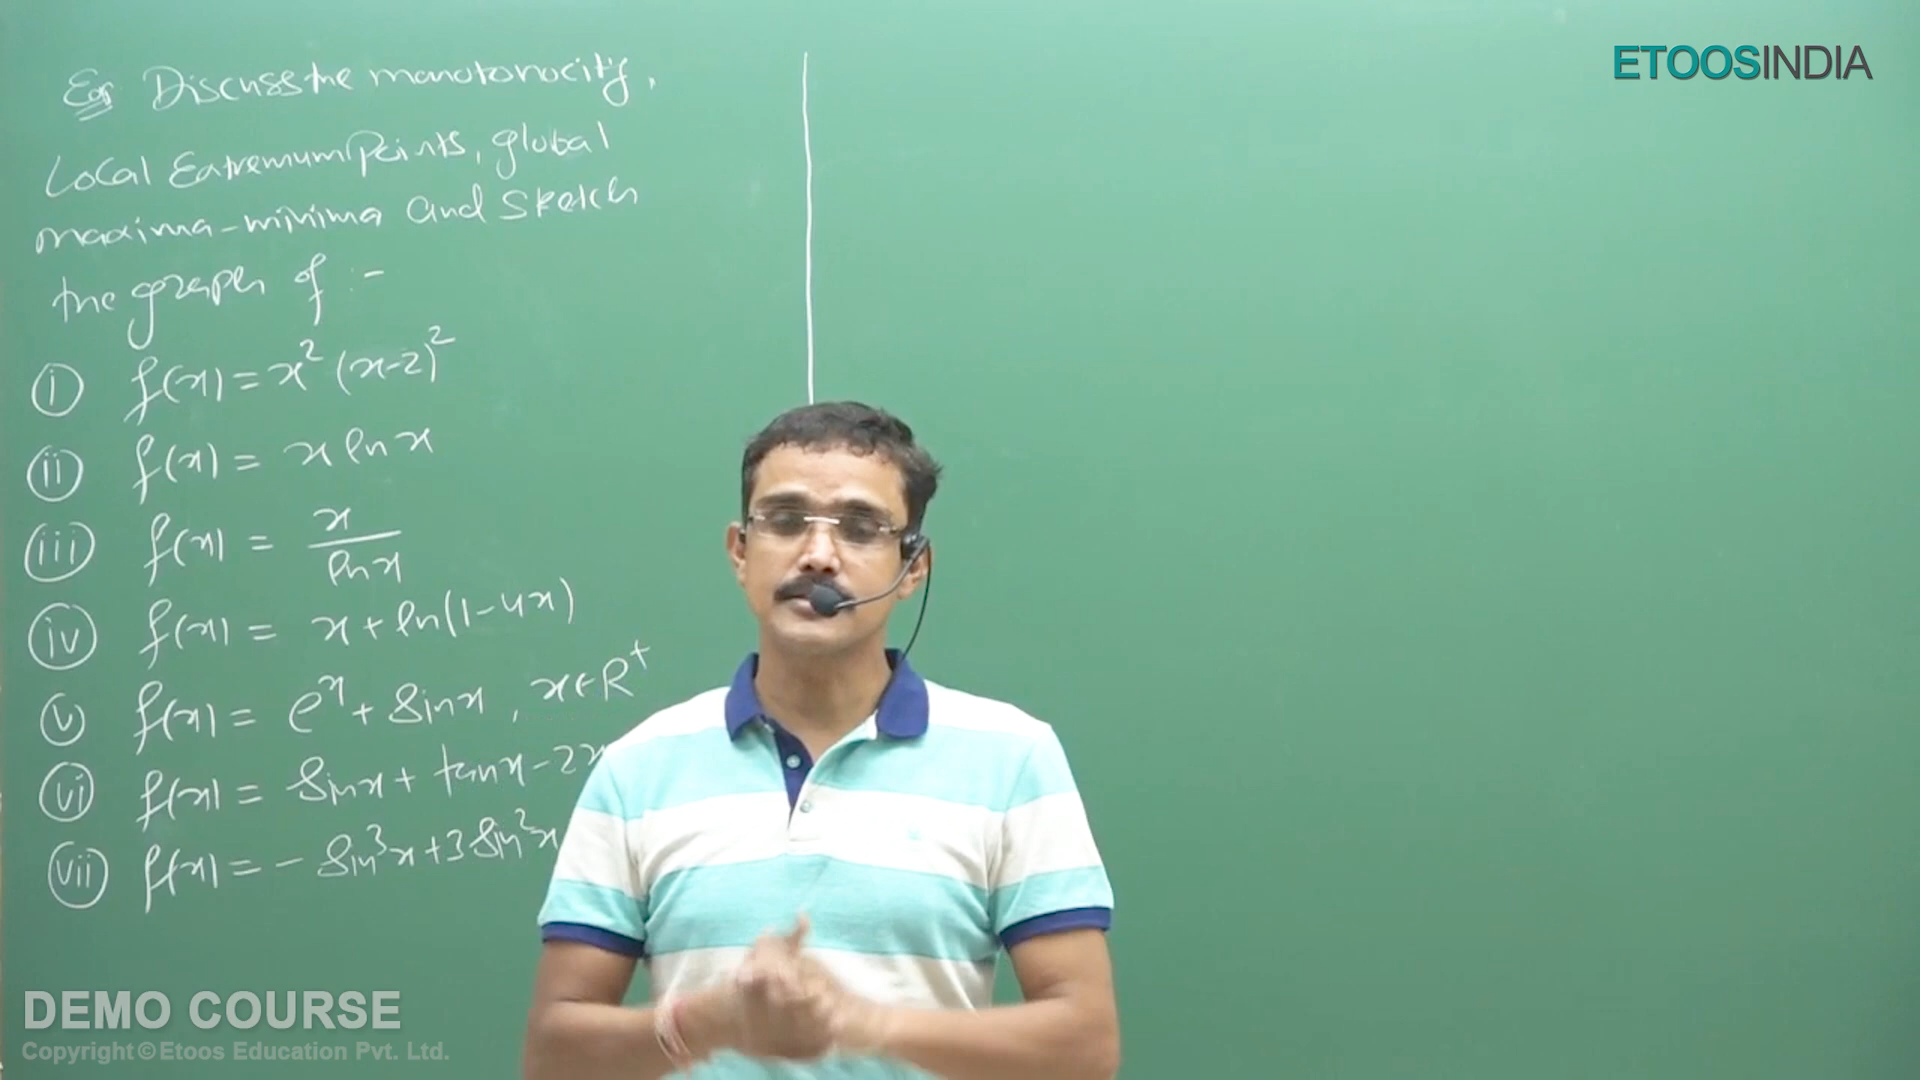 Eg Discuss the monotonocity,
Local Extremum Points, global
maxima-minima and sketch
the graph of :-
i f(x) = x² (x-2)²
ii f(x) = x ln x
iii f(x) = x / ln x
iv f(x) = x + ln(1-4x)
v f(x) = e^x + Sin x , x ∈ R⁺
vi f(x) = Sin x + tan x - 2x
vii f(x) = - Sin³x + 3 Sin²x
ETOOSINDIA
DEMO COURSE
Copyright © Etoos Education Pvt. Ltd.